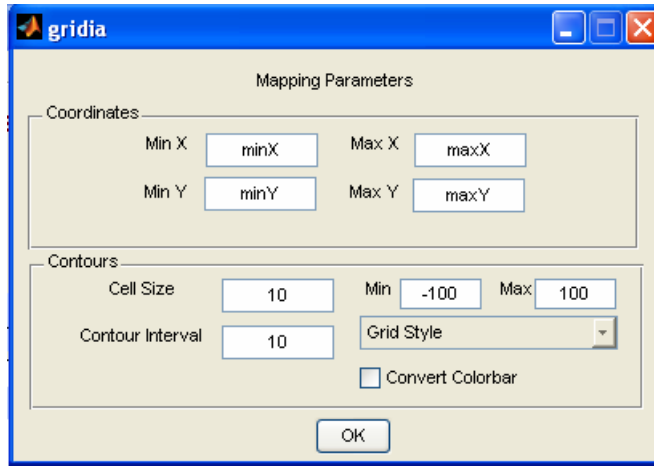 gridia
Mapping Parameters
Coordinates
Min X minX Max X maxX
Min Y minY Max Y maxY
Contours
Cell Size 10 Min -100 Max 100
Contour Interval 10 Grid Style
Convert Colorbar
OK